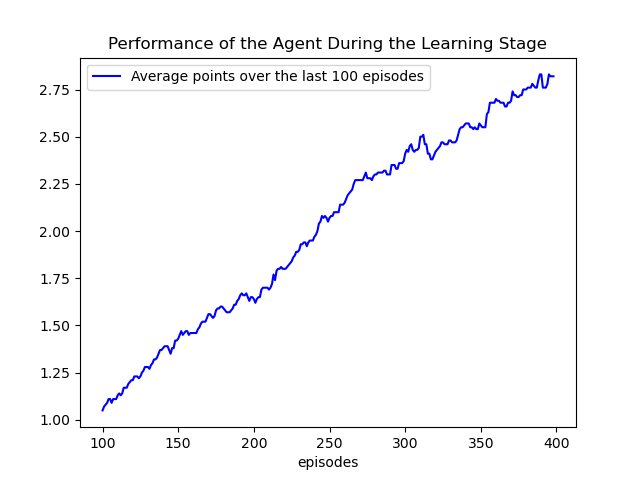 Performance of the Agent During the Learning Stage
Average points over the last 100 episodes
2.75
2.50
2.25
2.00
1.75
1.50
1.25
1.00
100 150 200 250 300 350 400
episodes